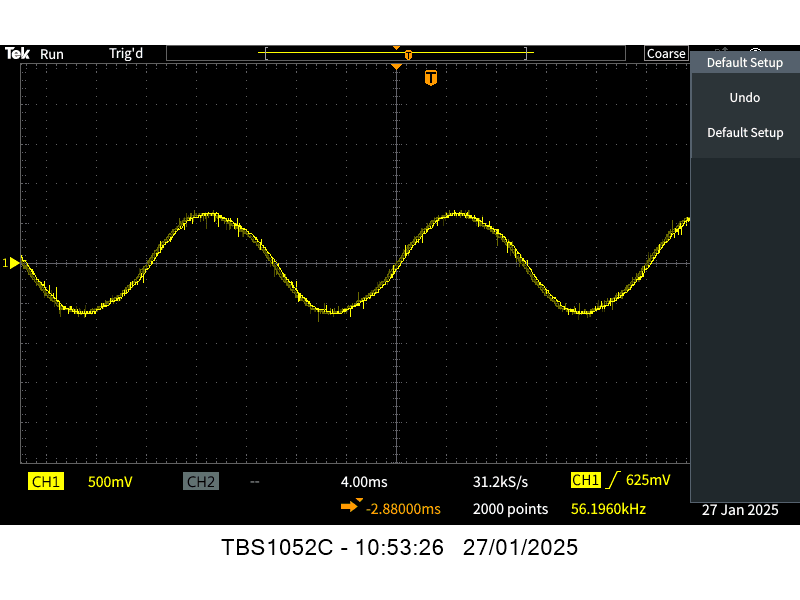 Tek Run Trig'd T Coarse
T
Default Setup
Undo
Default Setup
1
CH1 500mV CH2 -- 4.00ms 31.2kS/s CH1 625mV
-2.88000ms 2000 points 56.1960kHz 27 Jan 2025
TBS1052C - 10:53:26 27/01/2025